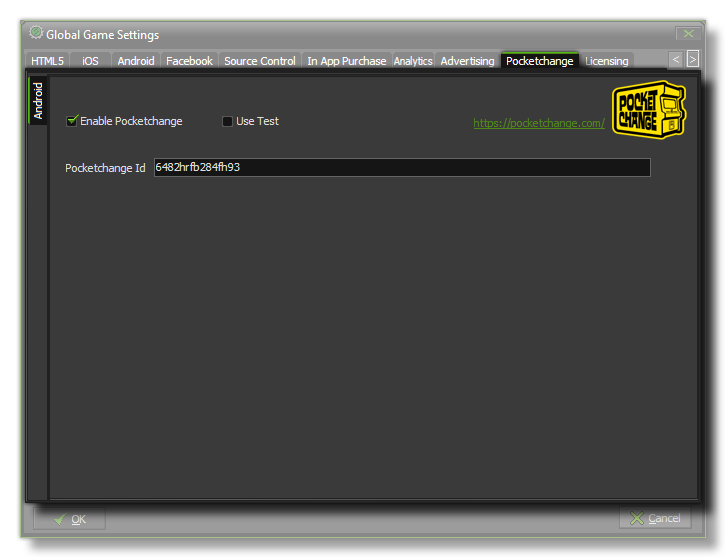 Global Game Settings
HTML5 iOS Android Facebook Source Control In App Purchase Analytics Advertising Pocketchange Licensing < >
Android
Enable Pocketchange Use Test https://pocketchange.com/
POCKET
CHANGE
Pocketchange Id 6482hrfb284fh93
OK Cancel